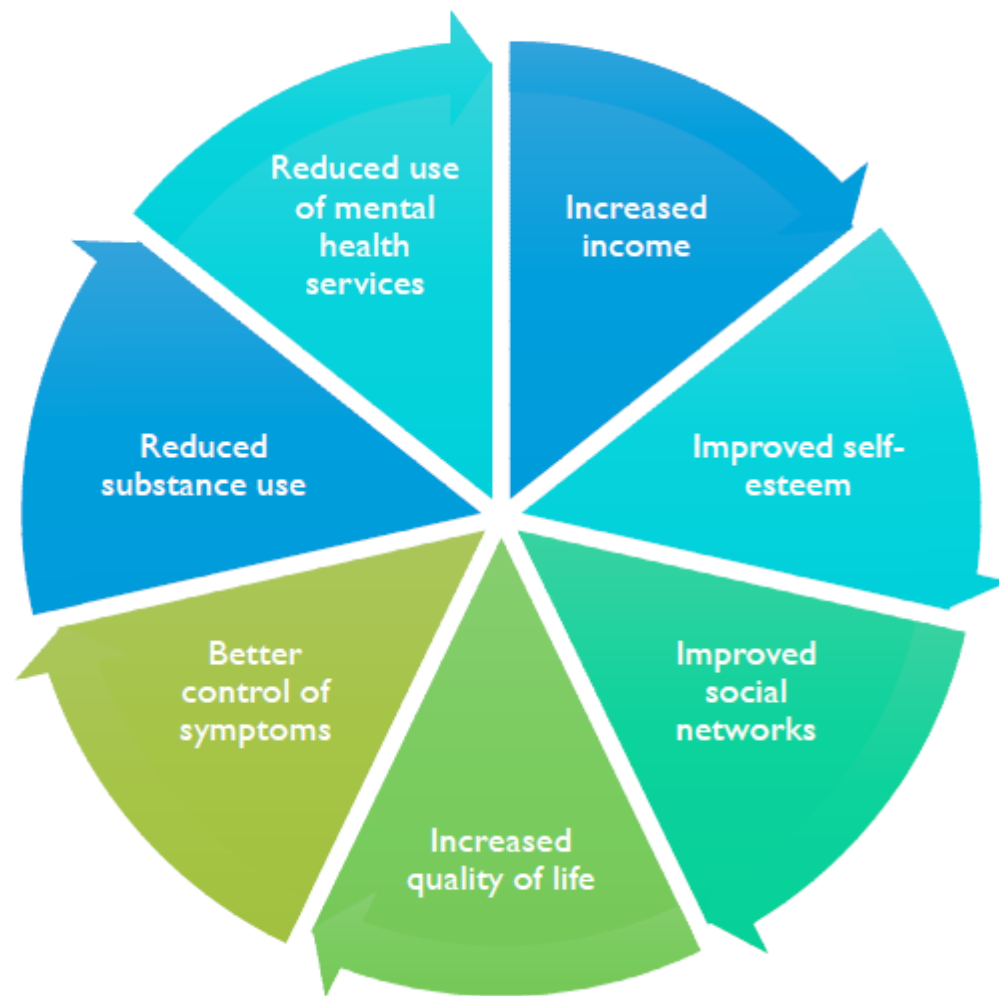 Increased
income
Improved self-
esteem
Improved
social
networks
Increased
quality of life
Better
control of
symptoms
Reduced
substance use
Reduced use
of mental
health
services